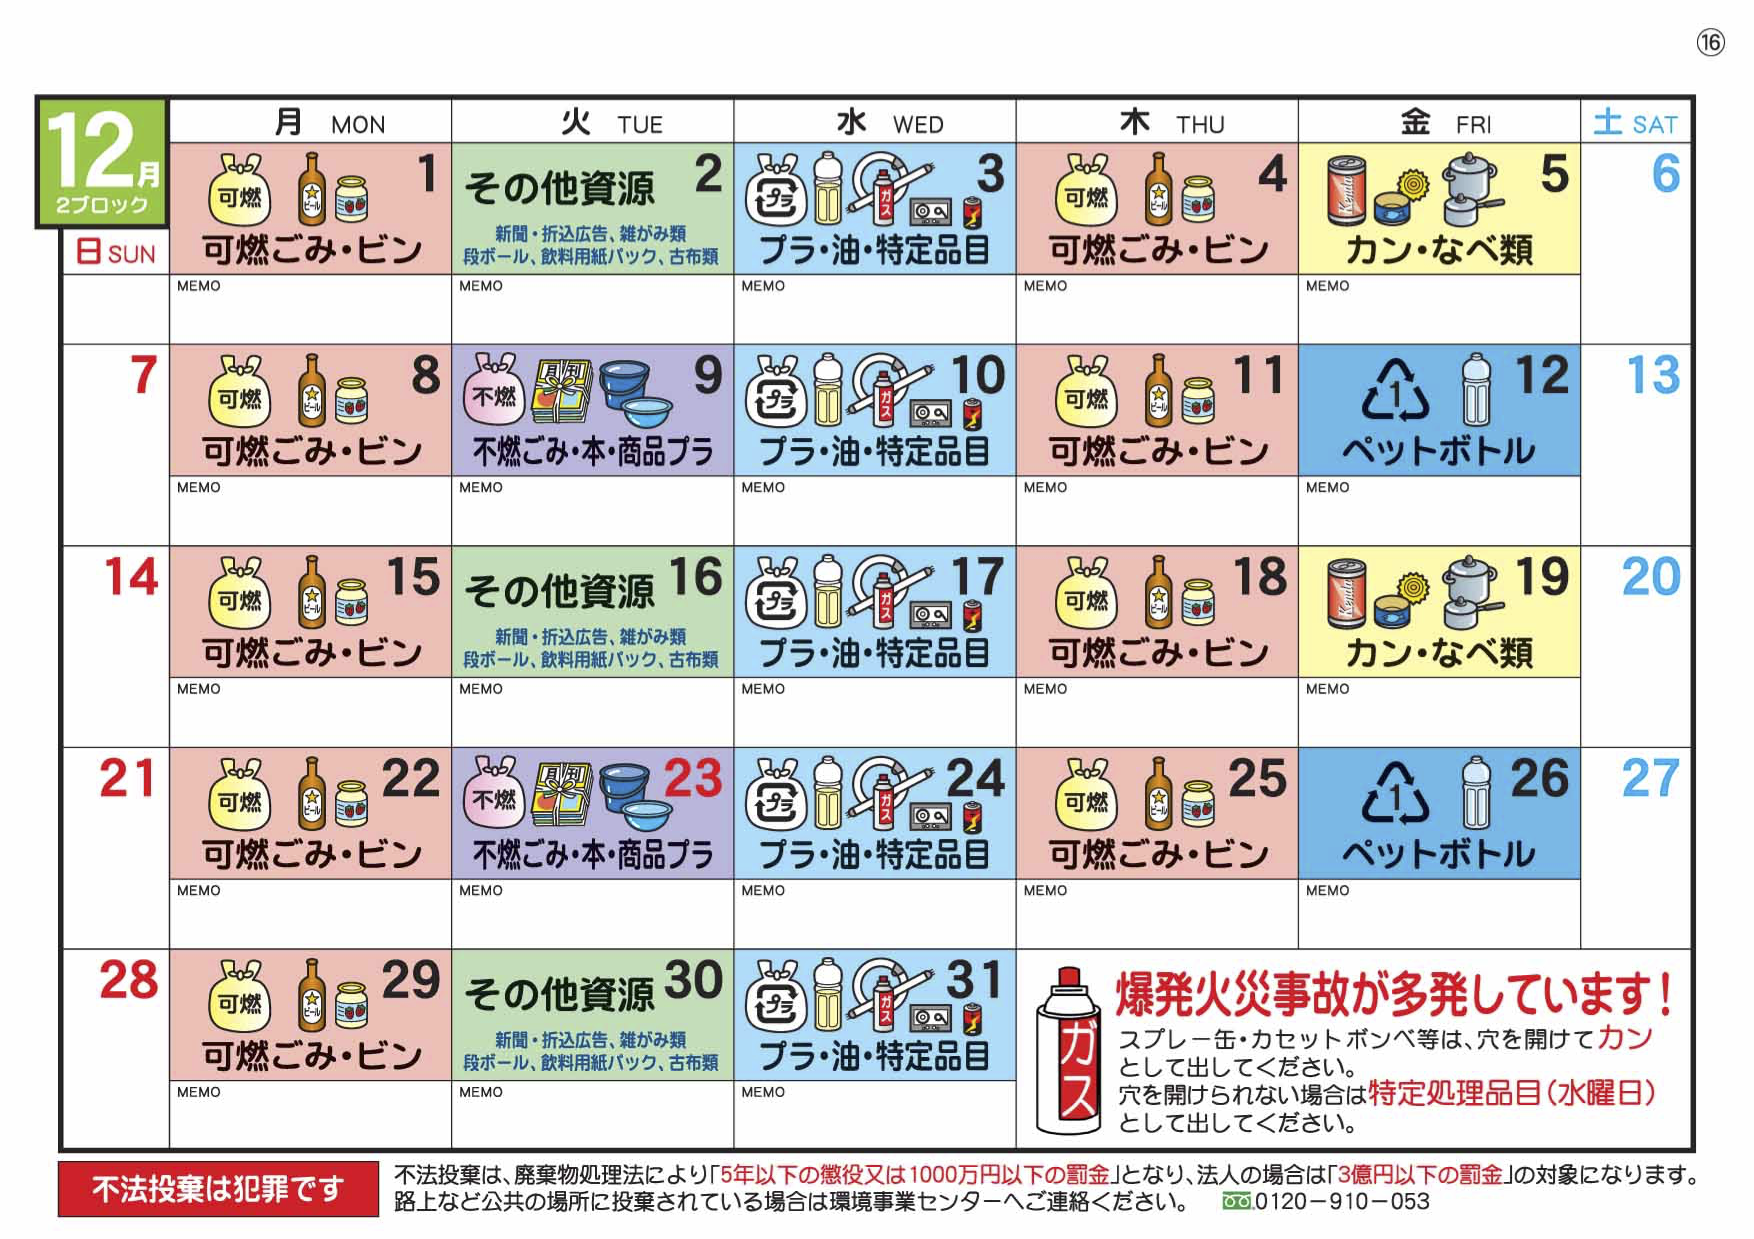 ⑯
12月
2ブロック
月 MON
火 TUE
水 WED
木 THU
金 FRI
土 SAT
日 SUN
可燃 ビール 1
可燃ごみ・ビン
MEMO
その他資源 2
新聞・折込広告、雑がみ類
段ボール、飲料用紙パック、古布類
MEMO
プラ ガス 3
プラ・油・特定品目
MEMO
可燃 ビール 4
可燃ごみ・ビン
MEMO
5
カン・なべ類
MEMO
6
7
可燃 ビール 8
可燃ごみ・ビン
MEMO
不燃 月刊 9
不燃ごみ・本・商品プラ
MEMO
プラ ガス 10
プラ・油・特定品目
MEMO
可燃 ビール 11
可燃ごみ・ビン
MEMO
1 12
ペットボトル
MEMO
13
14
可燃 ビール 15
可燃ごみ・ビン
MEMO
その他資源 16
新聞・折込広告、雑がみ類
段ボール、飲料用紙パック、古布類
MEMO
プラ ガス 17
プラ・油・特定品目
MEMO
可燃 ビール 18
可燃ごみ・ビン
MEMO
19
カン・なべ類
MEMO
20
21
可燃 ビール 22
可燃ごみ・ビン
MEMO
不燃 月刊 23
不燃ごみ・本・商品プラ
MEMO
プラ ガス 24
プラ・油・特定品目
MEMO
可燃 ビール 25
可燃ごみ・ビン
MEMO
1 26
ペットボトル
MEMO
27
28
可燃 ビール 29
可燃ごみ・ビン
MEMO
その他資源 30
新聞・折込広告、雑がみ類
段ボール、飲料用紙パック、古布類
MEMO
プラ ガス 31
プラ・油・特定品目
MEMO
ガス
爆発火災事故が多発しています！
スプレー缶・カセットボンベ等は、穴を開けてカン
として出してください。
穴を開けられない場合は特定処理品目（水曜日）
として出してください。
不法投棄は犯罪です
不法投棄は、廃棄物処理法により「5年以下の懲役又は1000万円以下の罰金」となり、法人の場合は「3億円以下の罰金」の対象になります。
路上など公共の場所に投棄されている場合は環境事業センターへご連絡ください。 0120－910－053